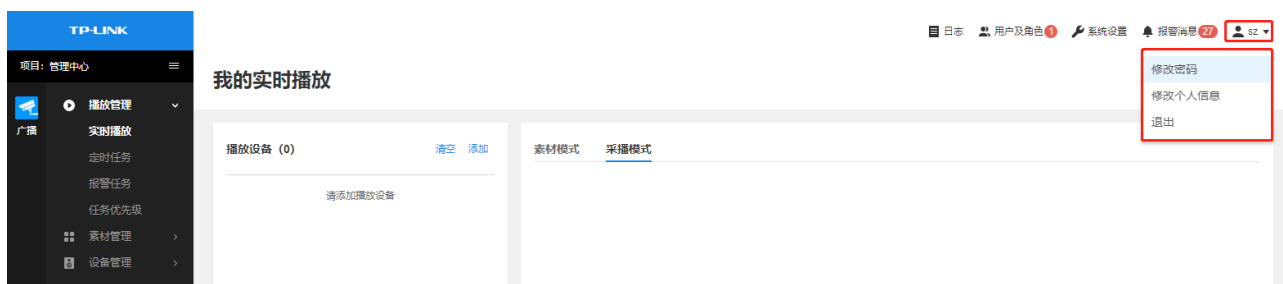 TP-LINK
日志 用户及角色 1 系统设置 报警消息 27 sz
项目：管理中心
修改密码
修改个人信息
退出
我的实时播放
广播
播放管理
实时播放
定时任务
报警任务
任务优先级
素材管理
设备管理
播放设备 (0) 清空 添加
请添加播放设备
素材模式 采播模式